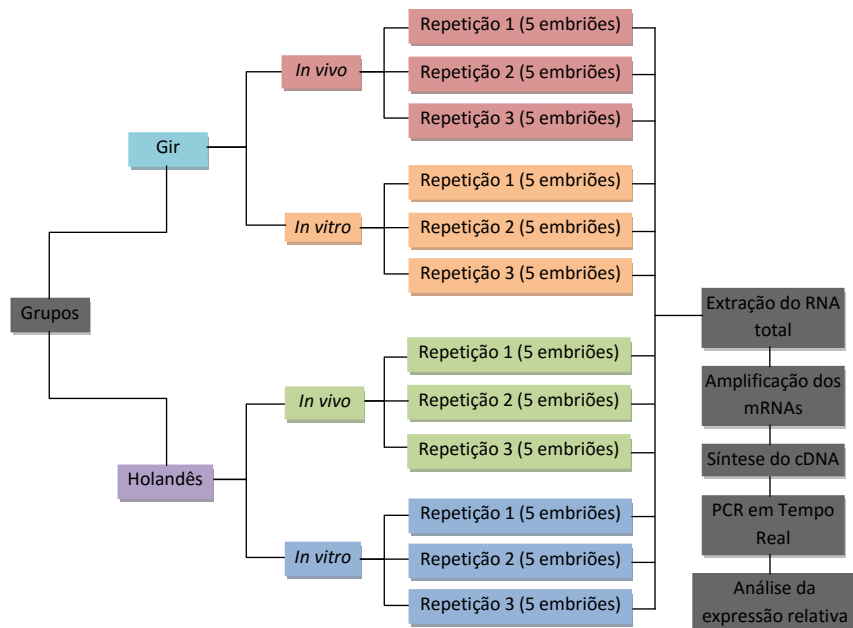 Grupos
Gir
In vivo
Repetição 1 (5 embriões)
Repetição 2 (5 embriões)
Repetição 3 (5 embriões)
In vitro
Repetição 1 (5 embriões)
Repetição 2 (5 embriões)
Repetição 3 (5 embriões)
Holandês
In vivo
Repetição 1 (5 embriões)
Repetição 2 (5 embriões)
Repetição 3 (5 embriões)
In vitro
Repetição 1 (5 embriões)
Repetição 2 (5 embriões)
Repetição 3 (5 embriões)
Extração do RNA
total
Amplificação dos
mRNAs
Síntese do cDNA
PCR em Tempo
Real
Análise da
expressão relativa